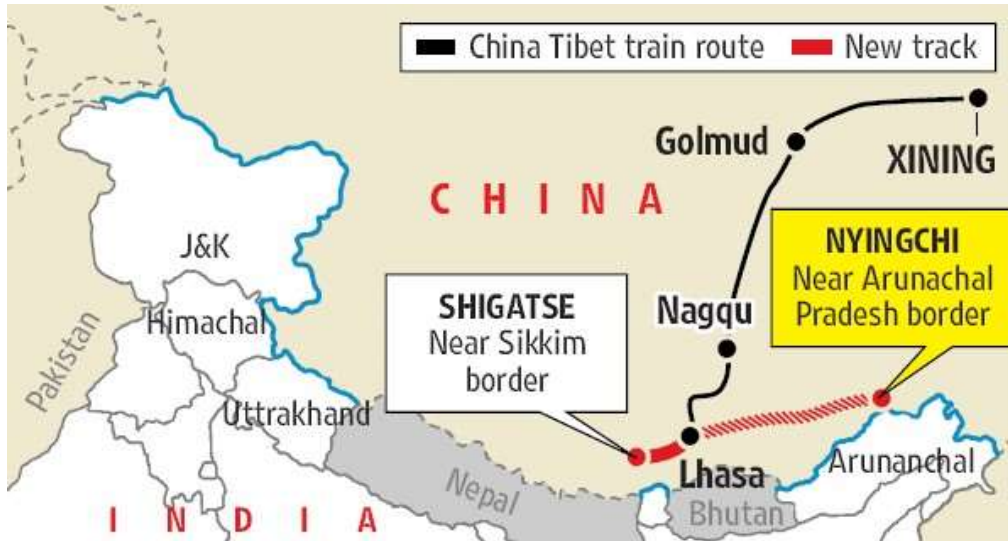 China Tibet train route
New track
Golmud
XINING
CHINA
J&K
NYINGCHI
Near Arunachal
Pradesh border
SHIGATSE
Near Sikkim
border
Nagqu
Himachal
Pakistan
Uttrakhand
Lhasa
Arunanchal
Nepal
Bhutan
INDIA